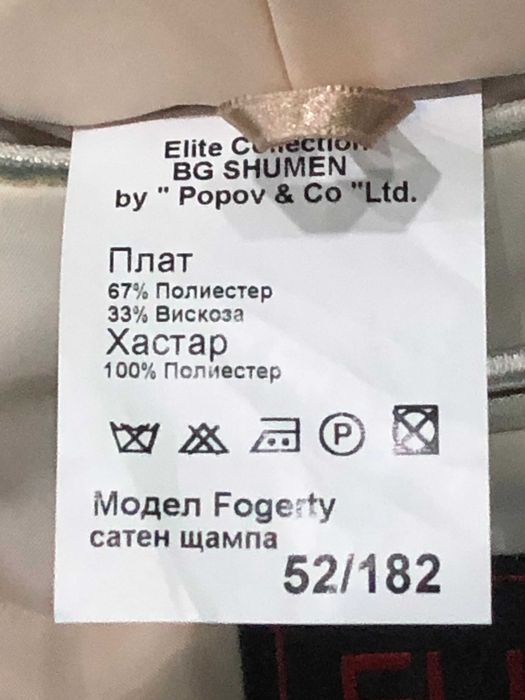 Elite Collection
BG SHUMEN
by " Popov & Co "Ltd.
Плат
67% Полиестер
33% Вискоза
Хастар
100% Полиестер
P
Модел Fogerty
сатен щампа
52/182